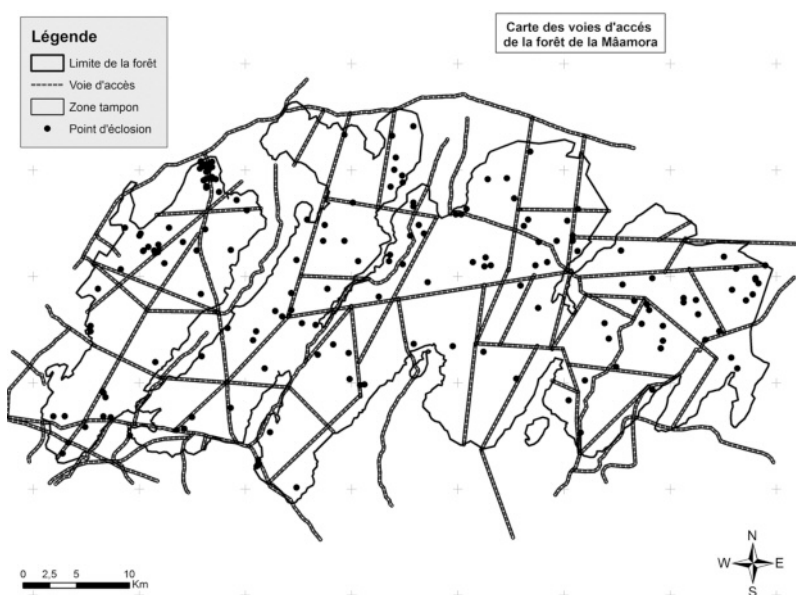 Carte des voies d'accés
de la forêt de la Mâamora
Légende
Limite de la forêt
Voie d'accès
Zone tampon
Point d'éclosion
0 2,5 5 10
Km
N
W E
S